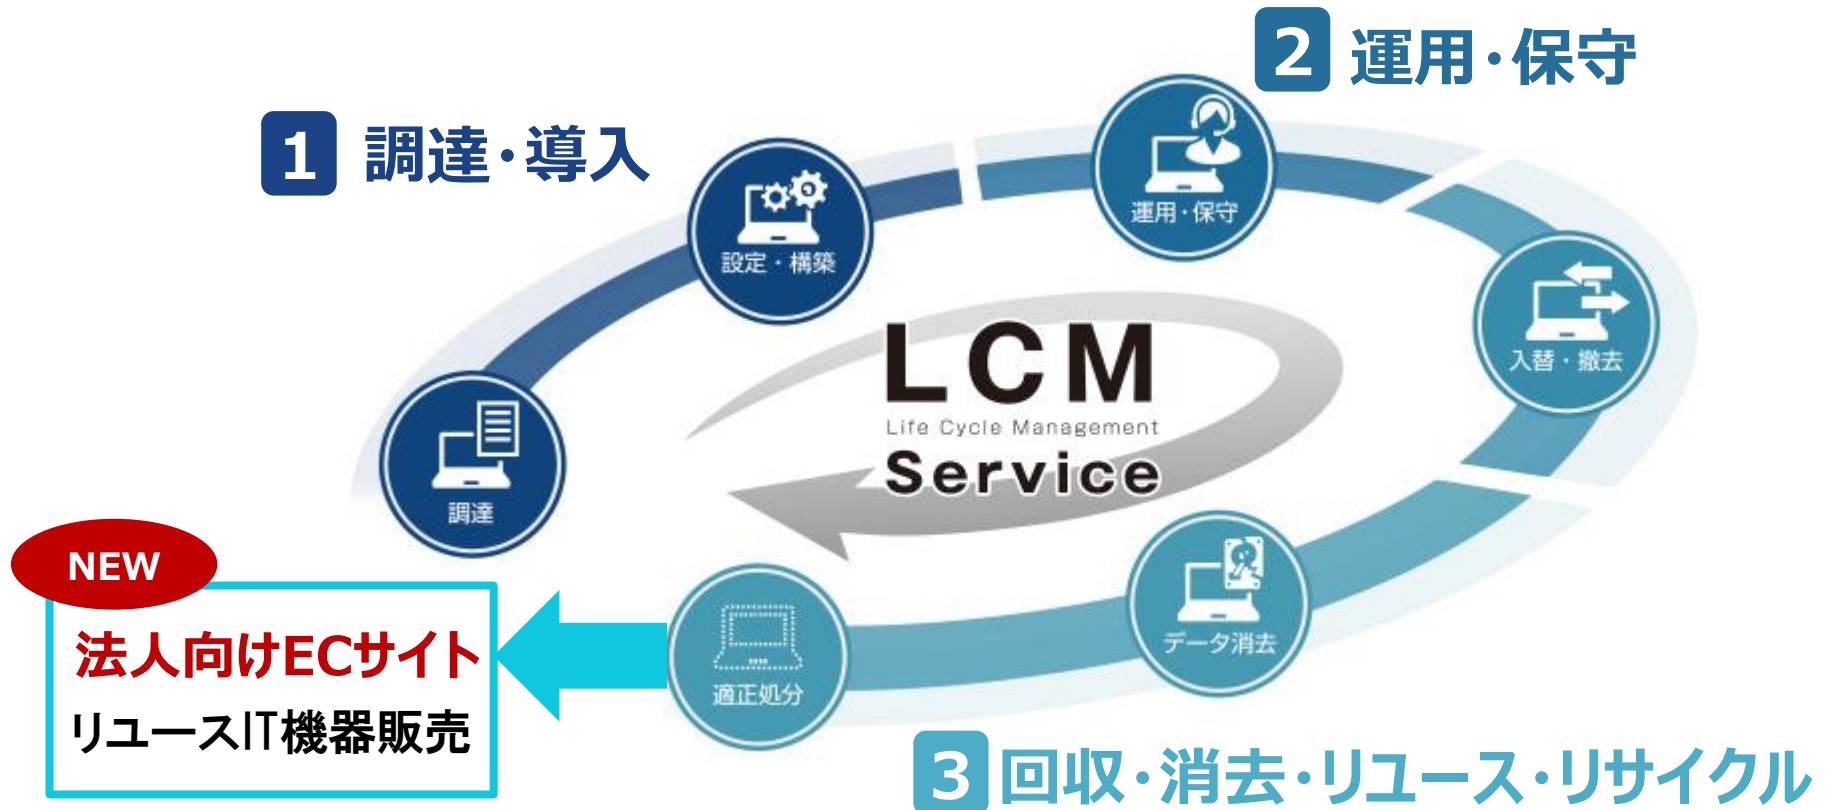 1 調達・導入
2 運用・保守
設定・構築
運用・保守
入替・撤去
調達
LCM
Life Cycle Management
Service
データ消去
適正処分
NEW
法人向けECサイト
リユースIT機器販売
3 回収・消去・リユース・リサイクル